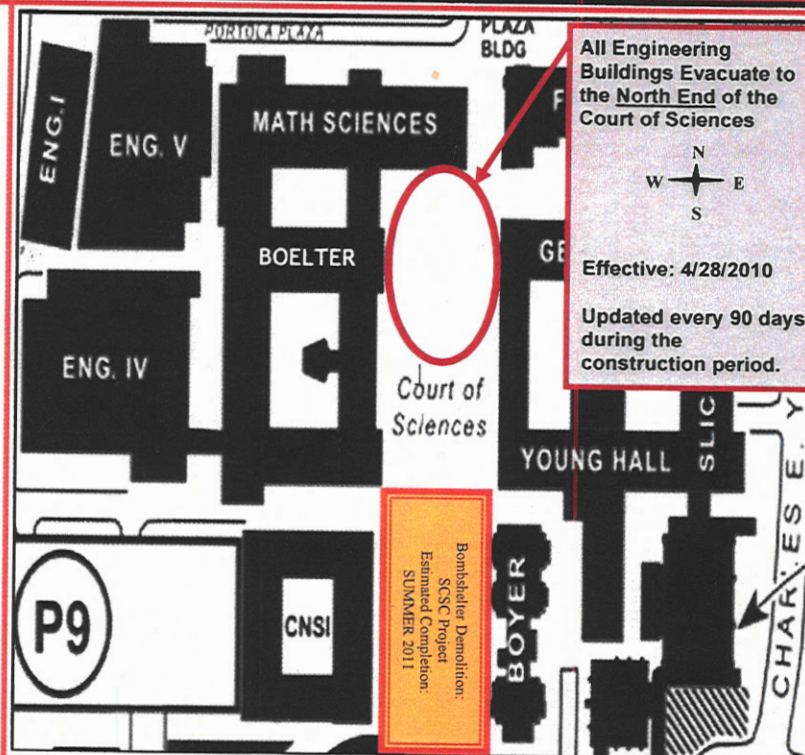 PORTOLA PLAZA
PLAZA
BLDG
All Engineering
Buildings Evacuate to
the North End of the
Court of Sciences
N
W E
S
Effective: 4/28/2010
Updated every 90 days
during the
construction period.
ENG. I
ENG. V
MATH SCIENCES
F
BOELTER
GE
ENG. IV
Court of
Sciences
YOUNG HALL
SLIC
CHARLES E. Y
P9
CNSI
Bombshelter Demolition:
SCSC Project
Estimated Completion:
SUMMER 2011
BOYER